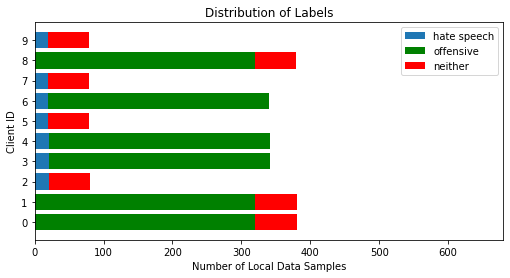 Distribution of Labels
hate speech
offensive
neither
Client ID
9
8
7
6
5
4
3
2
1
0
0 100 200 300 400 500 600
Number of Local Data Samples